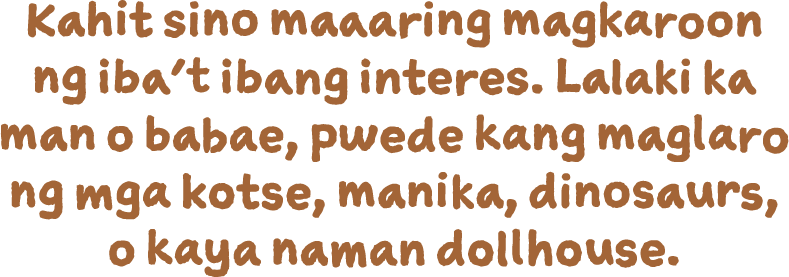 Kahit sino maaaring magkaroon
ng iba't ibang interes. Lalaki ka
man o babae, pwede kang maglaro
ng mga kotse, manika, dinosaurs,
o kaya naman dollhouse.